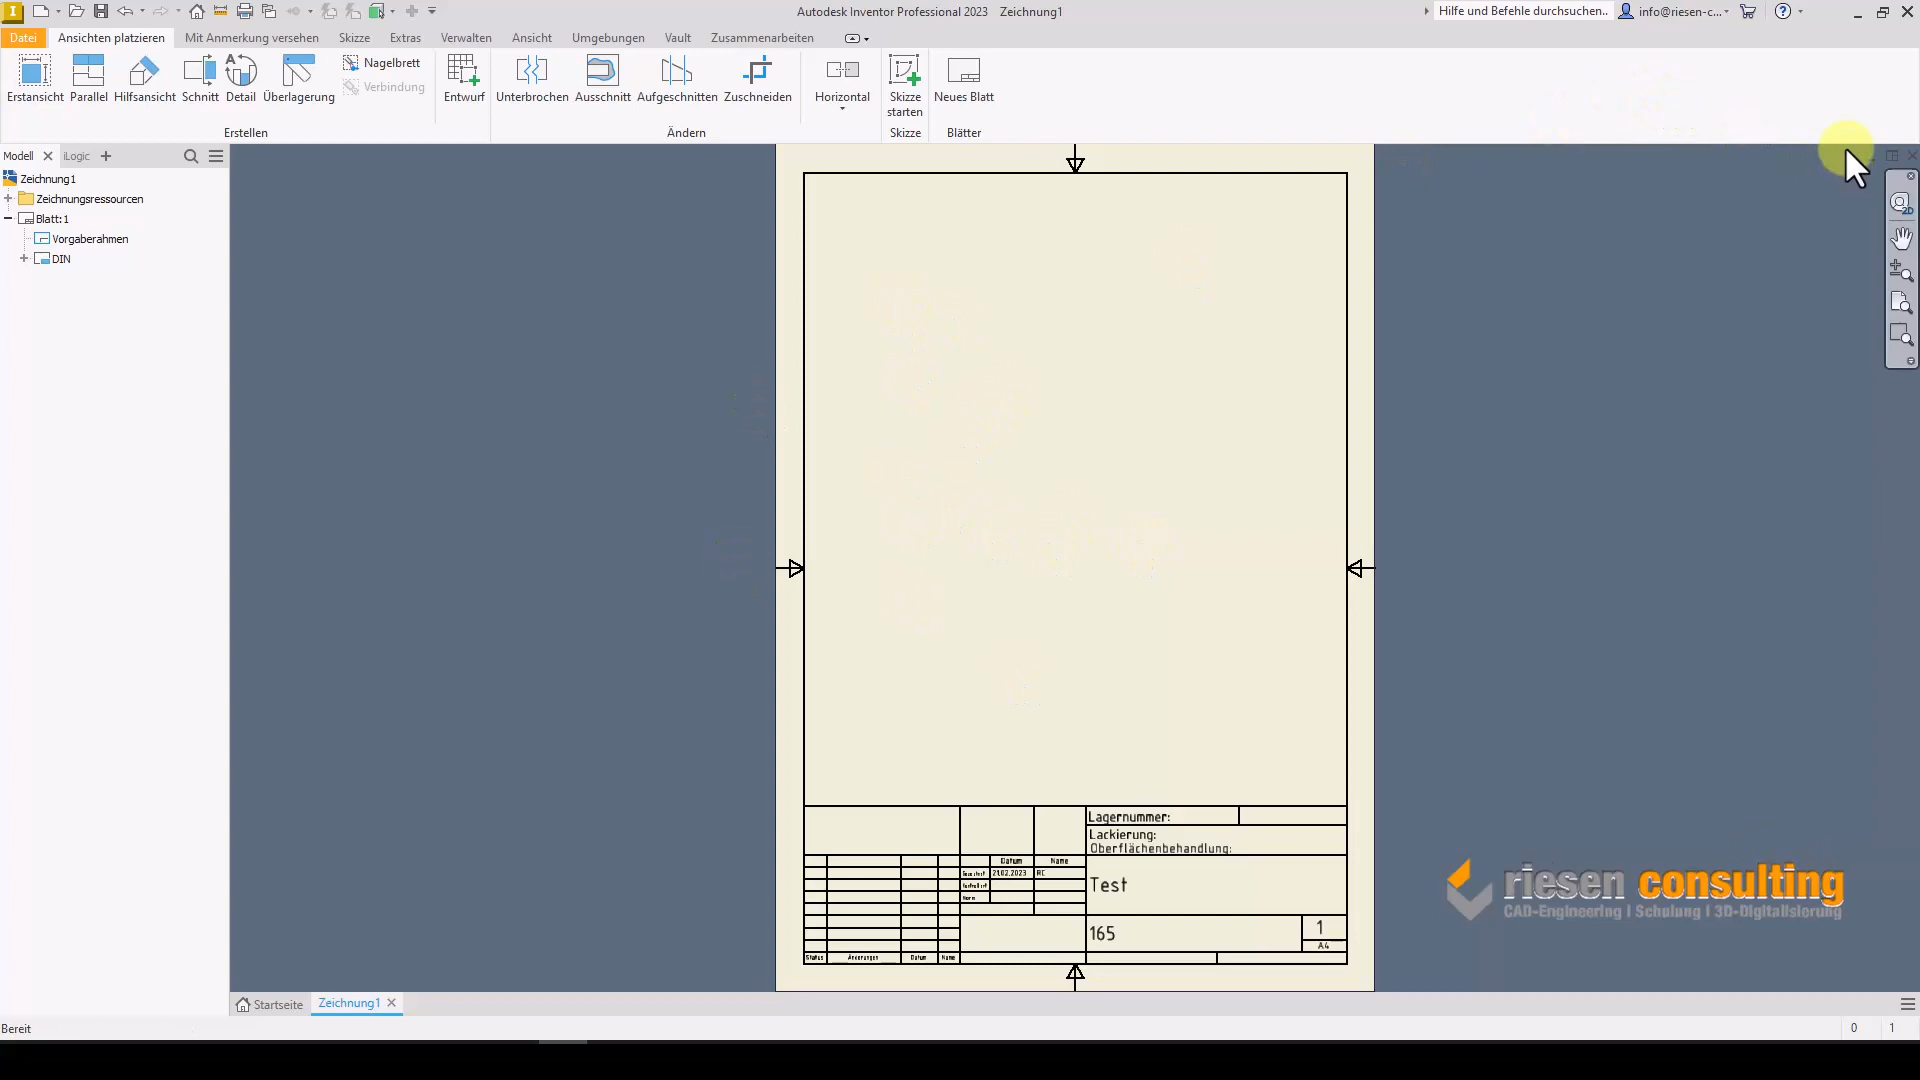 Autodesk Inventor Professional 2023 Zeichnung1
Hilfe und Befehle durchsuchen..
info@riesen-c...
Datei Ansichten platzieren Mit Anmerkung versehen Skizze Extras Verwalten Ansicht Umgebungen Vault Zusammenarbeiten
Erstansicht Parallel Hilfsansicht Schnitt Detail Überlagerung
Nagelbrett
Verbindung
Entwurf Unterbrochen Ausschnitt Aufgeschnitten Zuschneiden Horizontal
Skizze
starten
Neues Blatt
Erstellen Ändern Skizze Blätter
Modell iLogic
Zeichnung1
Zeichnungsressourcen
Blatt:1
Vorgaberahmen
DIN
2D
Lagernummer:
Lackierung:
Oberflächenbehandlung:
Datum Name
21.02.2023 RC
Norm
Test
165
1
A4
Status Änderungen Datum Name
riesen consulting
CAD-Engineering | Schulung | 3D-Digitalisierung
Startseite Zeichnung1
Bereit
0 1